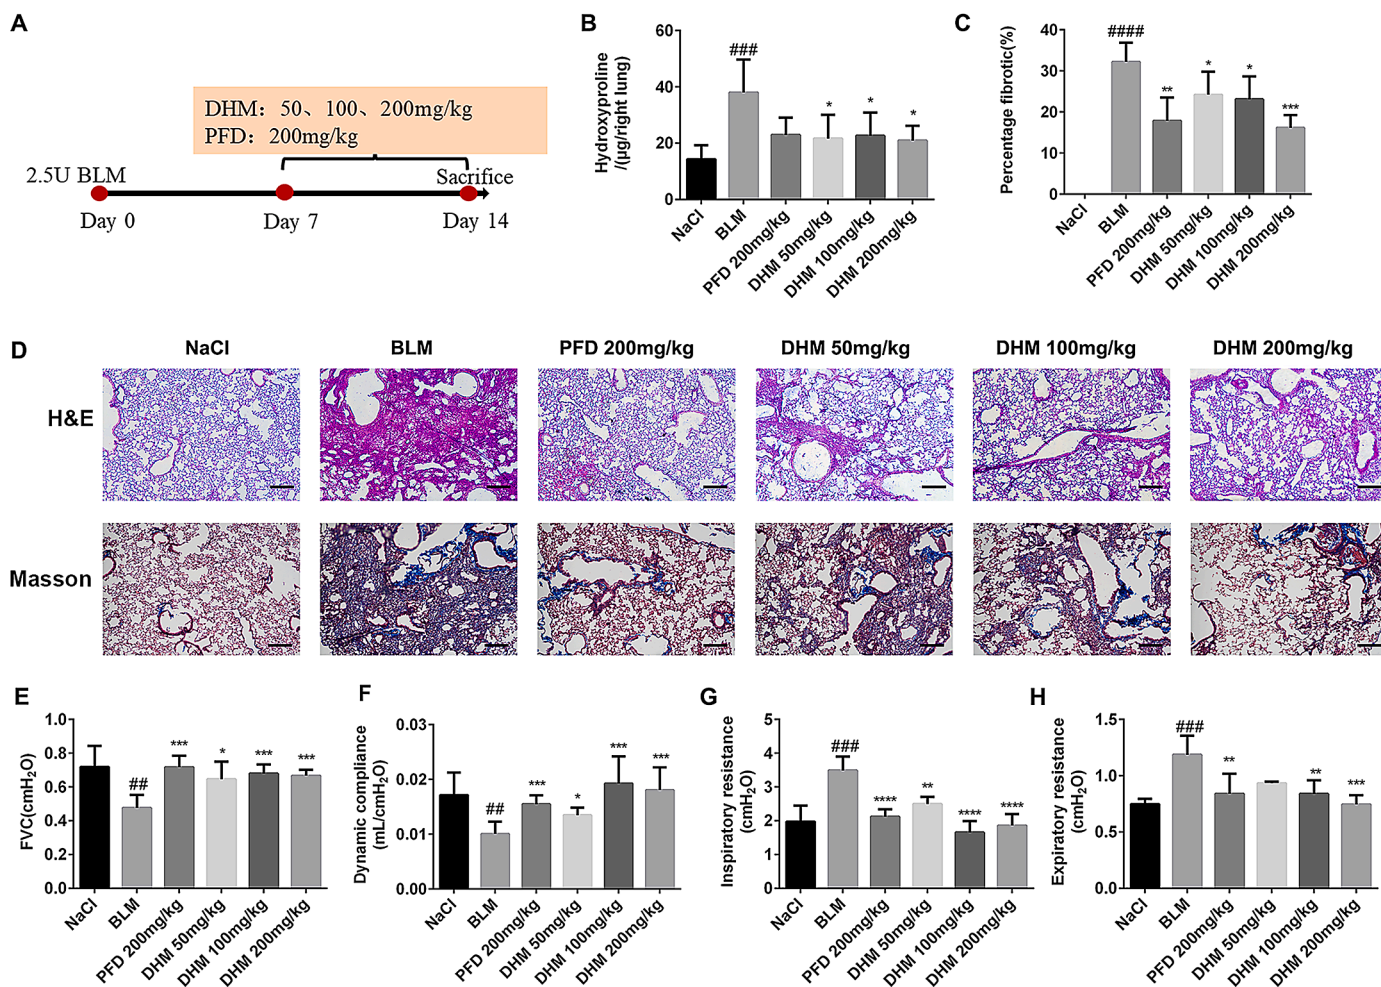 A
DHM：50、100、200mg/kg
PFD：200mg/kg
2.5U BLM
Sacrifice
Day 0
Day 7
Day 14
B
Hydroxyproline
/(μg/right lung)
60
40
20
0
###
*
*
*
NaCl
BLM
PFD 200mg/kg
DHM 50mg/kg
DHM 100mg/kg
DHM 200mg/kg
C
Percentage fibrotic(%)
40
30
20
10
0
####
**
*
*
***
NaCl
BLM
PFD 200mg/kg
DHM 50mg/kg
DHM 100mg/kg
DHM 200mg/kg
D
NaCl
BLM
PFD 200mg/kg
DHM 50mg/kg
DHM 100mg/kg
DHM 200mg/kg
H&E
Masson
E
FVC(cmH2O)
1.0
0.8
0.6
0.4
0.2
0.0
##
***
*
***
***
NaCl
BLM
PFD 200mg/kg
DHM 50mg/kg
DHM 100mg/kg
DHM 200mg/kg
F
Dynamic compliance
(mL/cmH2O)
0.03
0.02
0.01
0.00
##
***
*
***
***
NaCl
BLM
PFD 200mg/kg
DHM 50mg/kg
DHM 100mg/kg
DHM 200mg/kg
G
Inspiratory resistance
(cmH2O)
5
4
3
2
1
0
###
****
**
****
****
NaCl
BLM
PFD 200mg/kg
DHM 50mg/kg
DHM 100mg/kg
DHM 200mg/kg
H
Expiratory resistance
(cmH2O)
1.5
1.0
0.5
0.0
###
**
**
***
NaCl
BLM
PFD 200mg/kg
DHM 50mg/kg
DHM 100mg/kg
DHM 200mg/kg